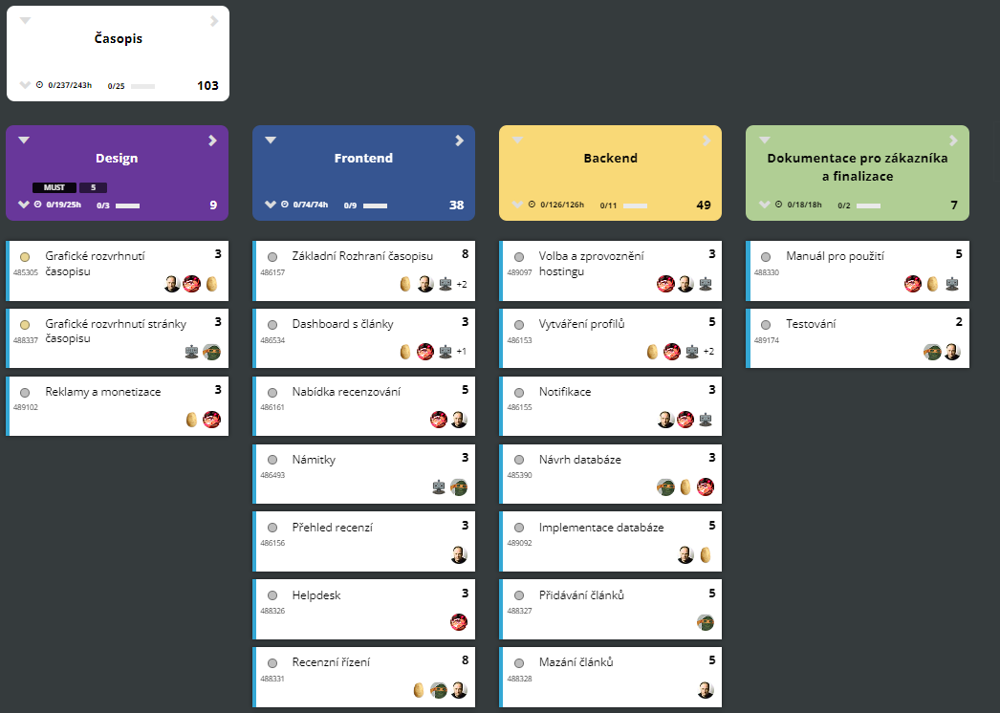 Časopis
0/237/243h 0/25 103
Design
MUST 5
0/19/25h 0/3 9
Grafické rozvrhnutí 3
časopisu
485305
Grafické rozvrhnutí stránky 3
časopisu
488337
Reklamy a monetizace 3
489102
Frontend
0/74/74h 0/9 38
Základní Rozhraní časopisu 8
486157
+2
Dashboard s články 3
486534
+1
Nabídka recenzování 5
486161
Námitky 3
486493
Přehled recenzí 3
486156
Helpdesk 3
488326
Recenzní řízení 8
488331
Backend
0/126/126h 0/11 49
Volba a zprovoznění 3
hostingu
489097
Vytváření profilů 5
486153
+2
Notifikace 3
486155
Návrh databáze 3
485390
Implementace databáze 5
489092
Přidávání článků 5
488327
Mazání článků 5
488328
Dokumentace pro zákazníka
a finalizace
0/18/18h 0/2 7
Manuál pro použití 5
488330
Testování 2
489174